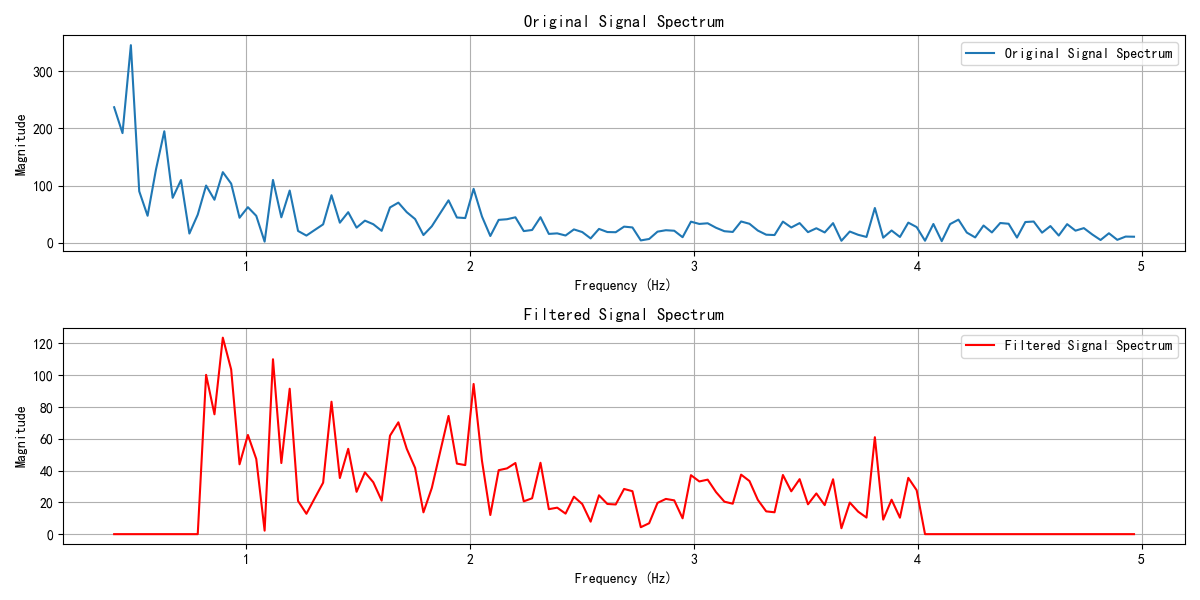 Original Signal Spectrum
Original Signal Spectrum
Magnitude
300
200
100
0
1 2 3 4 5
Frequency (Hz)
Filtered Signal Spectrum
Filtered Signal Spectrum
Magnitude
120
100
80
60
40
20
0
1 2 3 4 5
Frequency (Hz)